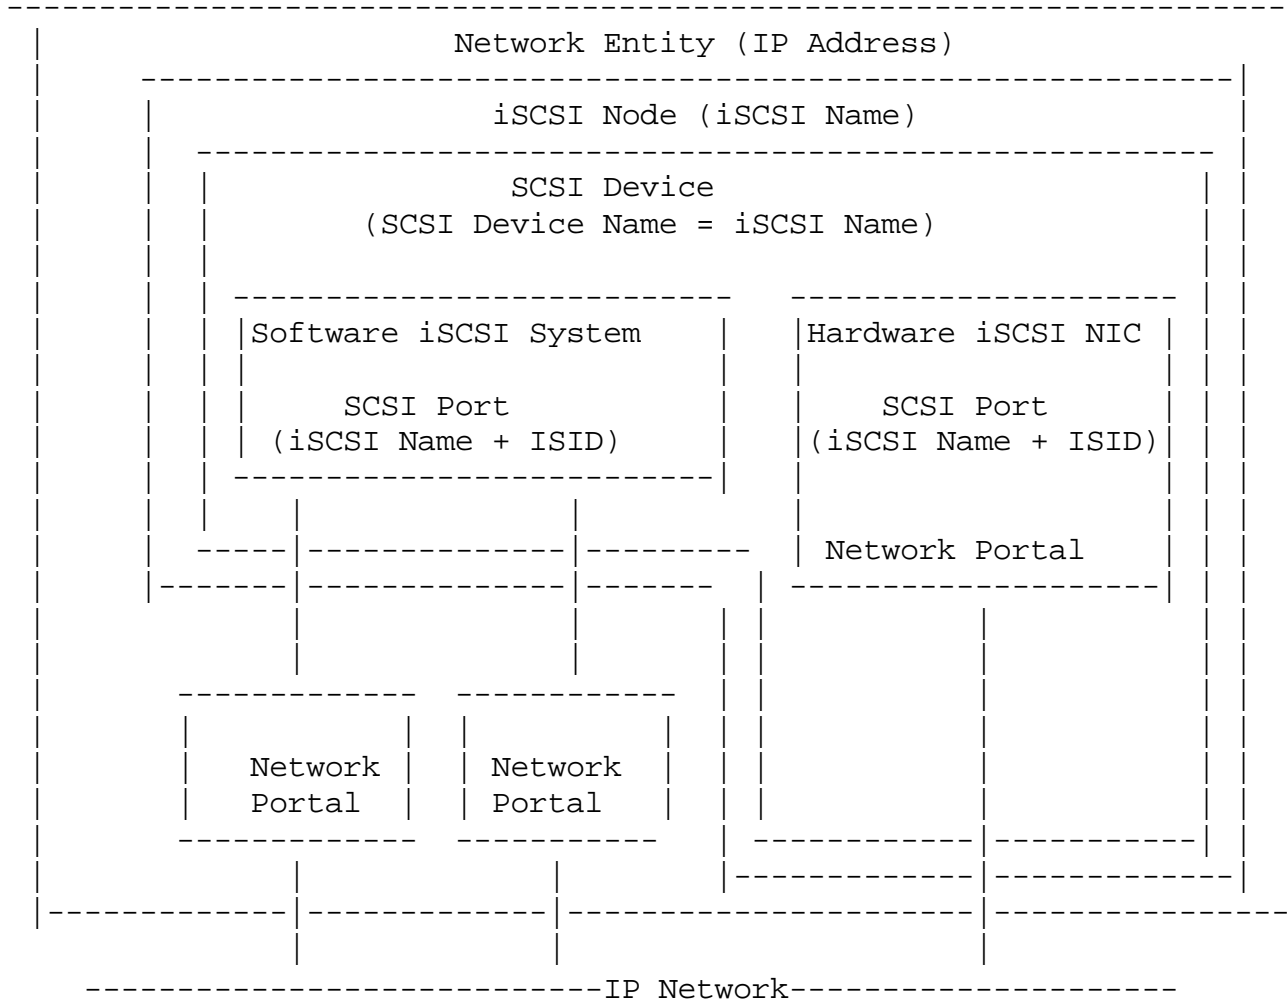 Network Entity (IP Address)
iSCSI Node (iSCSI Name)
SCSI Device
(SCSI Device Name = iSCSI Name)
Software iSCSI System
SCSI Port
(iSCSI Name + ISID)
Hardware iSCSI NIC
SCSI Port
(iSCSI Name + ISID)
Network Portal
Network
Portal
Network
Portal
IP Network